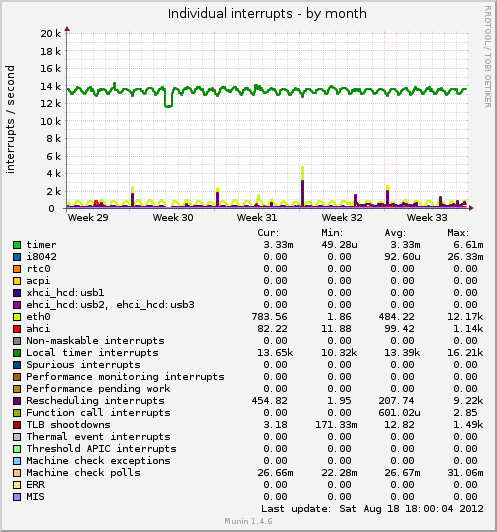 Individual interrupts - by month
RRDTOOL / TOBI OETIKER
interrupts / second
20 k
18 k
16 k
14 k
12 k
10 k
8 k
6 k
4 k
2 k
0
Week 29 Week 30 Week 31 Week 32 Week 33
Cur: Min: Avg: Max:
timer 3.33m 49.28u 3.33m 6.61m
i8042 0.00 0.00 92.60u 26.33m
rtc0 0.00 0.00 0.00 0.00
acpi 0.00 0.00 0.00 0.00
xhci_hcd:usb1 0.00 0.00 0.00 0.00
ehci_hcd:usb2, ehci_hcd:usb3 0.00 0.00 0.00 0.00
eth0 783.56 1.86 484.22 12.17k
ahci 82.22 11.88 99.42 1.14k
Non-maskable interrupts 0.00 0.00 0.00 0.00
Local timer interrupts 13.65k 10.32k 13.39k 16.21k
Spurious interrupts 0.00 0.00 0.00 0.00
Performance monitoring interrupts 0.00 0.00 0.00 0.00
Performance pending work 0.00 0.00 0.00 0.00
Rescheduling interrupts 454.82 1.95 207.74 9.22k
Function call interrupts 0.00 0.00 601.02u 2.85
TLB shootdowns 3.18 171.33m 12.82 1.49k
Thermal event interrupts 0.00 0.00 0.00 0.00
Threshold APIC interrupts 0.00 0.00 0.00 0.00
Machine check exceptions 0.00 0.00 0.00 0.00
Machine check polls 26.66m 22.28m 26.67m 31.06m
ERR 0.00 0.00 0.00 0.00
MIS 0.00 0.00 0.00 0.00
Last update: Sat Aug 18 18:00:04 2012
Munin 1.4.6